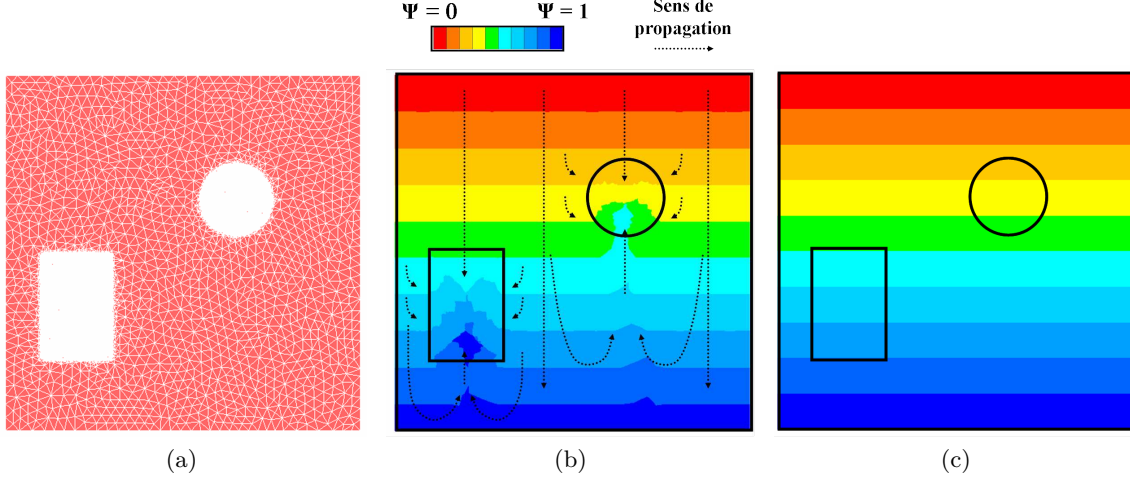 Ψ = 0 Ψ = 1
Sens de
propagation
(a) (b) (c)